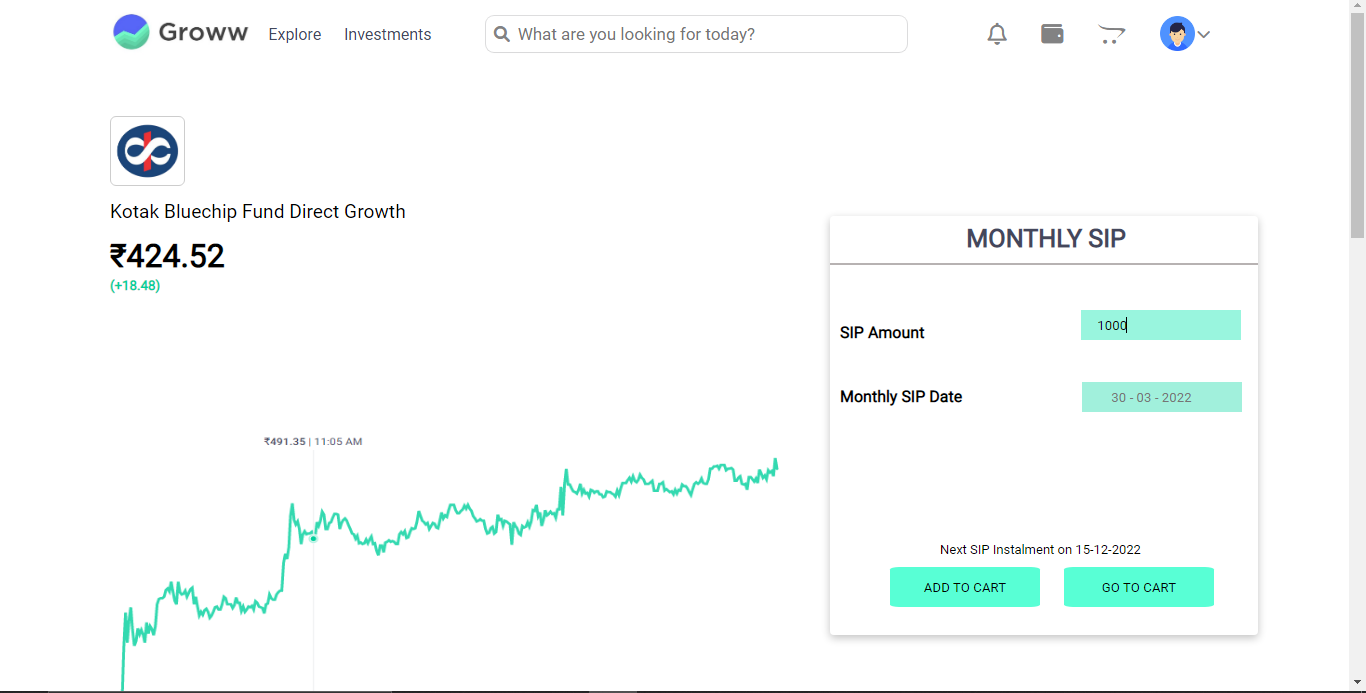 Groww Explore Investments What are you looking for today?
Kotak Bluechip Fund Direct Growth
₹424.52
(+18.48)
₹491.35 | 11:05 AM
MONTHLY SIP
SIP Amount 1000
Monthly SIP Date 30 - 03 - 2022
Next SIP Instalment on 15-12-2022
ADD TO CART GO TO CART